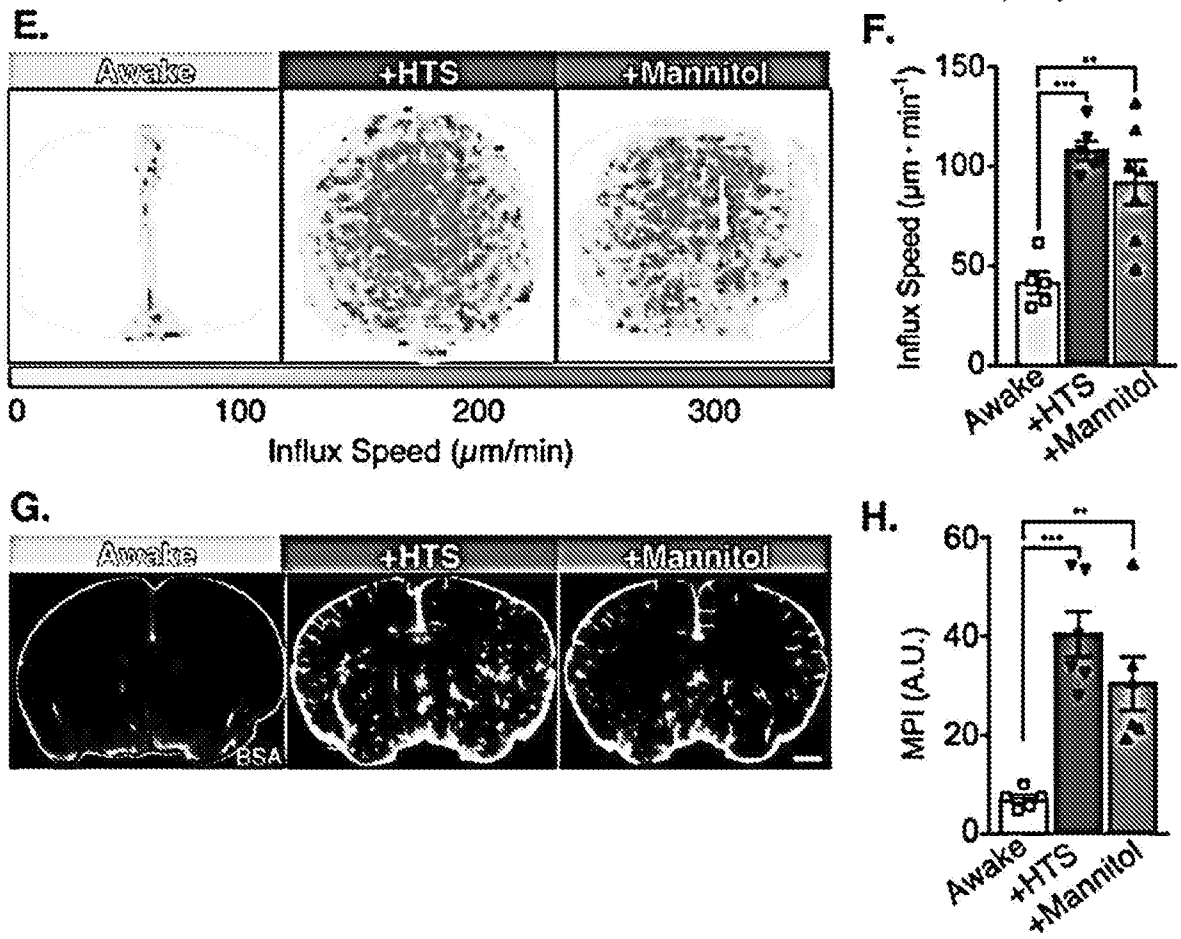 E.
Awake +HTS +Mannitol
0 100 200 300
Influx Speed (µm/min)
F.
Influx Speed (µm · min⁻¹)
150
100
50
0
** 
***
Awake
+HTS
+Mannitol
G.
Awake +HTS +Mannitol
BSA
H.
MPI (A.U.)
60
40
20
0
**
***
Awake
+HTS
+Mannitol